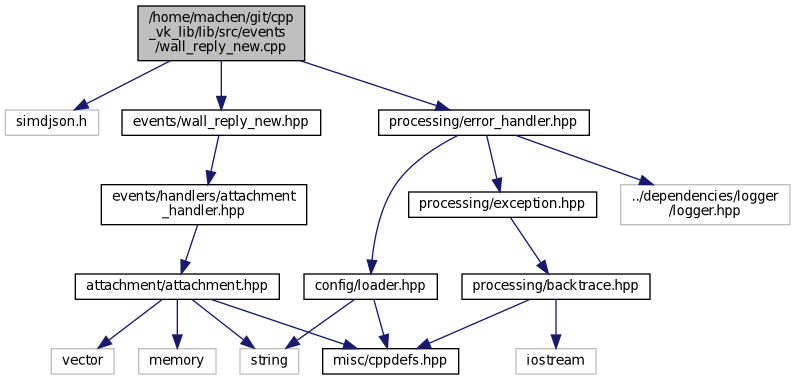 /home/machen/git/cpp
_vk_lib/lib/src/events
/wall_reply_new.cpp
simdjson.h
events/wall_reply_new.hpp
processing/error_handler.hpp
events/handlers/attachment
_handler.hpp
processing/exception.hpp
../dependencies/logger
/logger.hpp
attachment/attachment.hpp
config/loader.hpp
processing/backtrace.hpp
vector
memory
string
misc/cppdefs.hpp
iostream